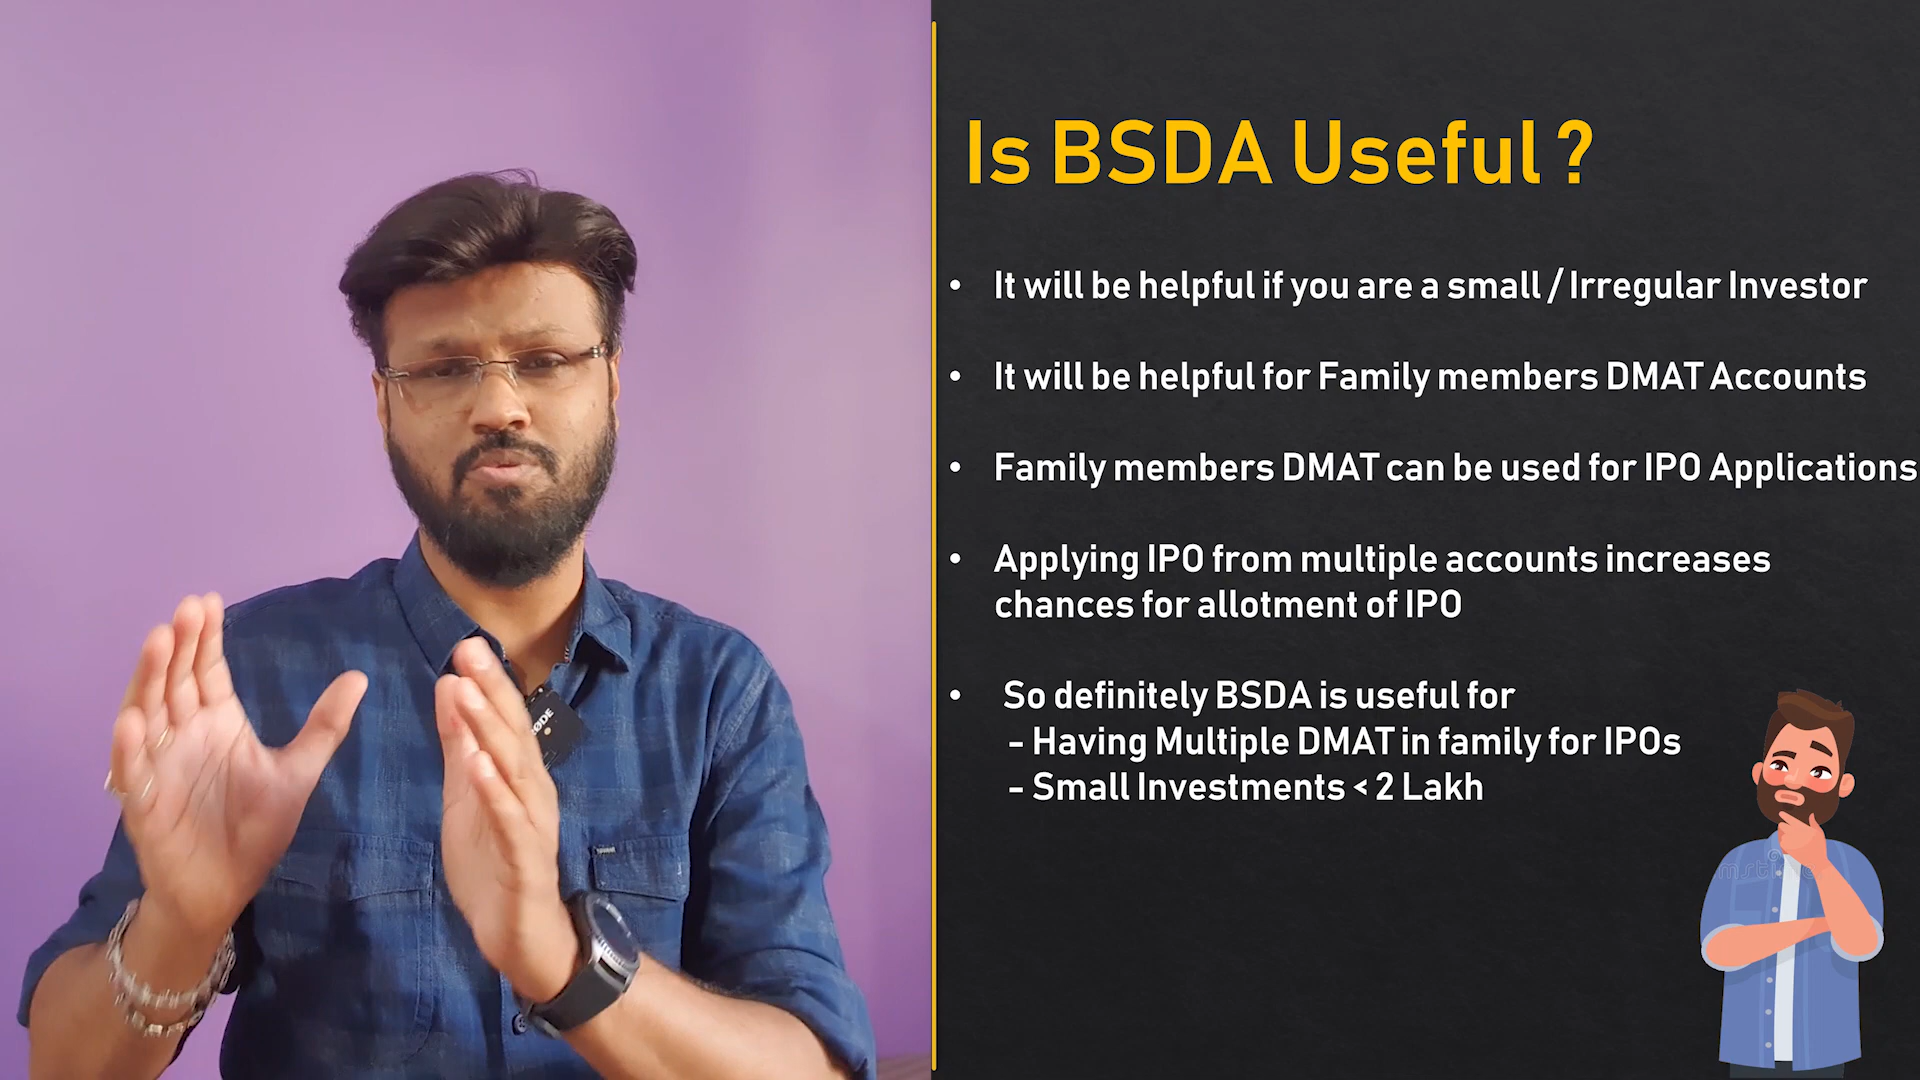 Is BSDA Useful ?
• It will be helpful if you are a small / Irregular Investor
• It will be helpful for Family members DMAT Accounts
• Family members DMAT can be used for IPO Applications
• Applying IPO from multiple accounts increases
chances for allotment of IPO
• So definitely BSDA is useful for
- Having Multiple DMAT in family for IPOs
- Small Investments < 2 Lakh
RØDE